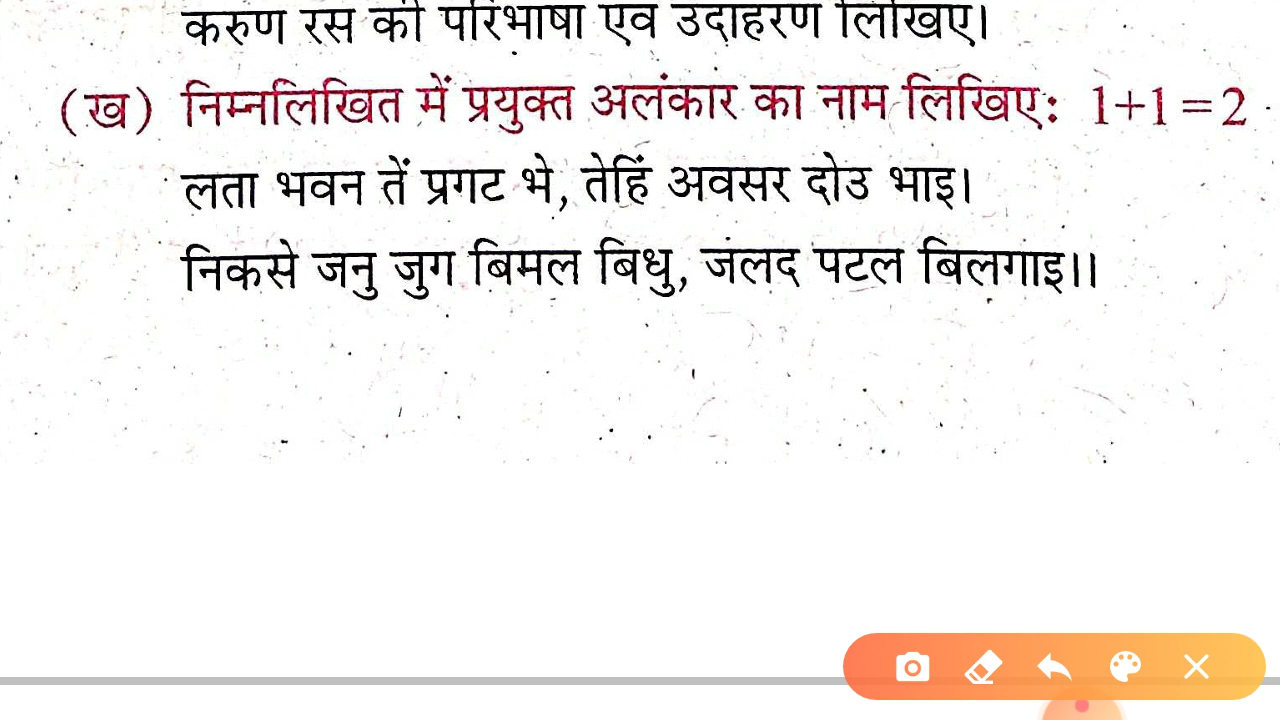 करुण रस की परिभाषा एवं उदाहरण लिखिए।
(ख) निम्नलिखित में प्रयुक्त अलंकार का नाम लिखिए: 1+1=2
लता भवन तें प्रगट भे, तेहिं अवसर दोउ भाइ।
निकसे जनु जुग बिमल बिधु, जलद पटल बिलगाइ।।